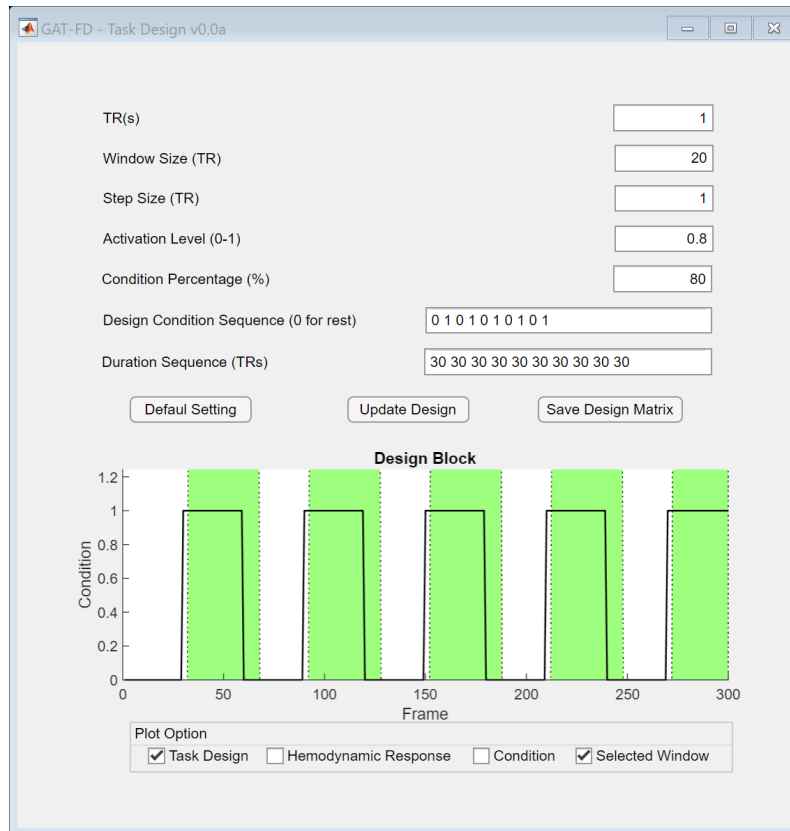 GAT-FD - Task Design v0.0a
TR(s) 1
Window Size (TR) 20
Step Size (TR) 1
Activation Level (0-1) 0.8
Condition Percentage (%) 80
Design Condition Sequence (0 for rest) 0 1 0 1 0 1 0 1 0 1
Duration Sequence (TRs) 30 30 30 30 30 30 30 30 30 30
Defaul Setting Update Design Save Design Matrix
Design Block
1.2
1
0.8
0.6
0.4
0.2
0
Condition
0 50 100 150 200 250 300
Frame
Plot Option
Task Design Hemodynamic Response Condition Selected Window